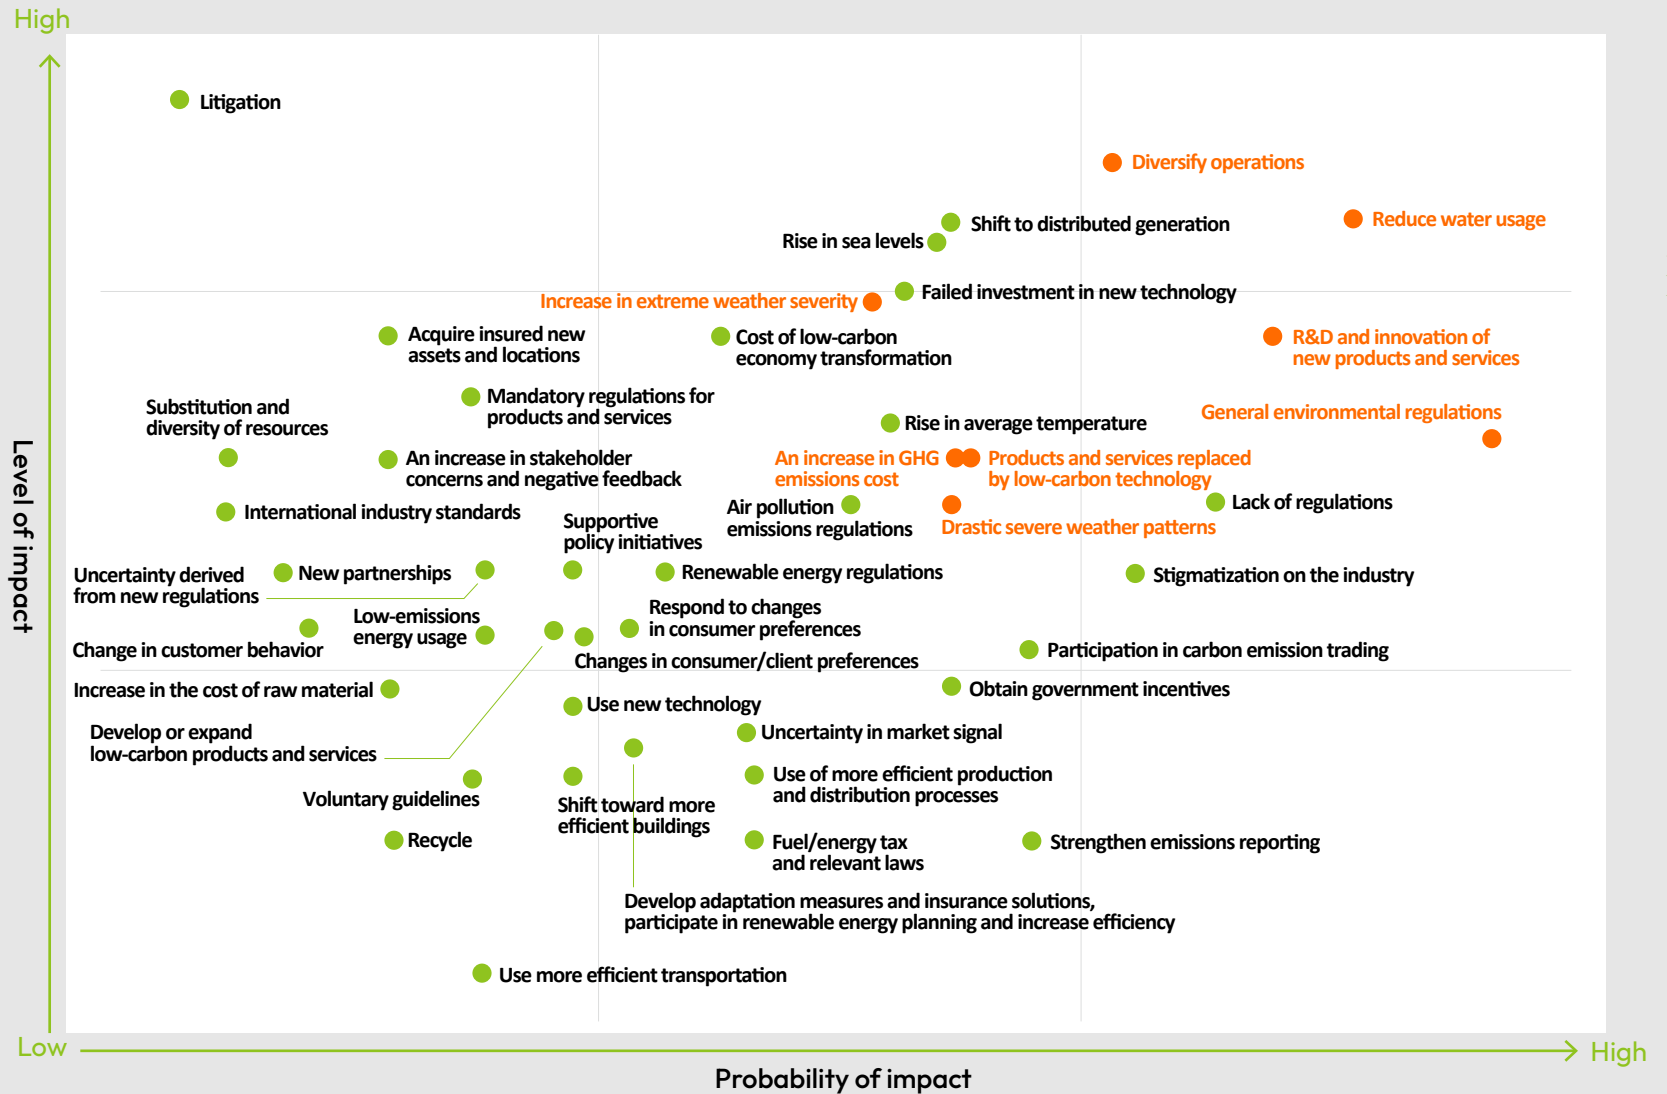 High
Litigation
Diversify operations
Reduce water usage
Shift to distributed generation
Rise in sea levels
Failed investment in new technology
Increase in extreme weather severity
Acquire insured new
assets and locations
Cost of low-carbon
economy transformation
R&D and innovation of
new products and services
Mandatory regulations for
products and services
Substitution and
diversity of resources
General environmental regulations
Rise in average temperature
An increase in stakeholder
concerns and negative feedback
An increase in GHG
emissions cost
Products and services replaced
by low-carbon technology
Lack of regulations
Air pollution
emissions regulations
Drastic severe weather patterns
International industry standards
Supportive
policy initiatives
Uncertainty derived
from new regulations
New partnerships
Renewable energy regulations
Stigmatization on the industry
Low-emissions
energy usage
Respond to changes
in consumer preferences
Change in customer behavior
Changes in consumer/client preferences
Participation in carbon emission trading
Increase in the cost of raw material
Obtain government incentives
Use new technology
Develop or expand
low-carbon products and services
Uncertainty in market signal
Use of more efficient production
and distribution processes
Voluntary guidelines
Shift toward more
efficient buildings
Recycle
Fuel/energy tax
and relevant laws
Strengthen emissions reporting
Develop adaptation measures and insurance solutions,
participate in renewable energy planning and increase efficiency
Use more efficient transportation
Level of impact
Low
High
Probability of impact